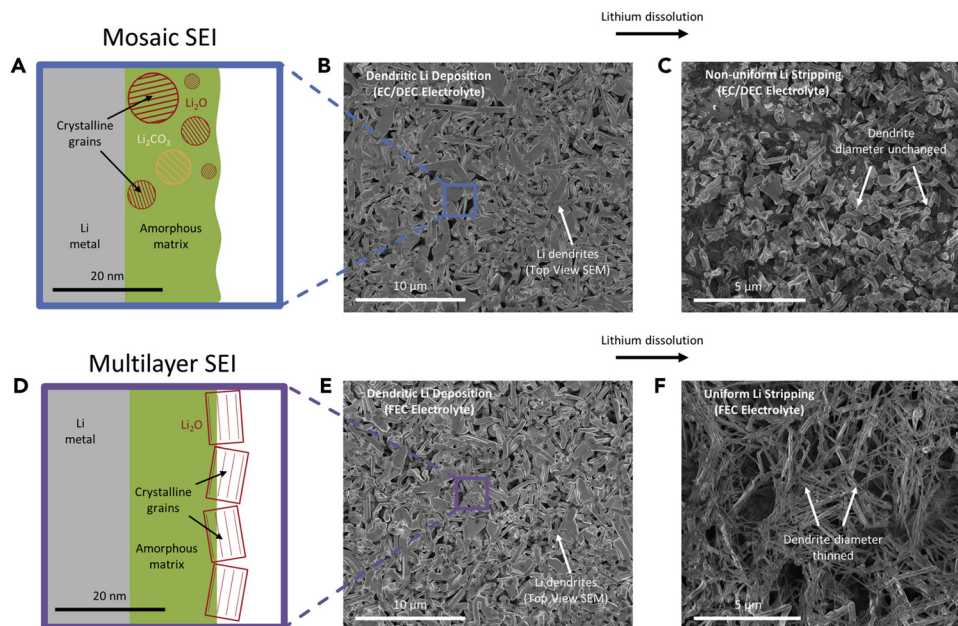 Lithium dissolution
Mosaic SEI
A
Crystalline
grains
Li₂O
Li₂CO₃
Li
metal
Amorphous
matrix
20 nm
B
Dendritic Li Deposition
(EC/DEC Electrolyte)
Li dendrites
(Top View SEM)
10 μm
C
Non-uniform Li Stripping
(EC/DEC Electrolyte)
Dendrite
diameter unchanged
5 μm
Lithium dissolution
Multilayer SEI
D
Li
metal
Li₂O
Crystalline
grains
Amorphous
matrix
20 nm
E
Dendritic Li Deposition
(FEC Electrolyte)
Li dendrites
(Top View SEM)
10 μm
F
Uniform Li Stripping
(FEC Electrolyte)
Dendrite diameter
thinned
5 μm